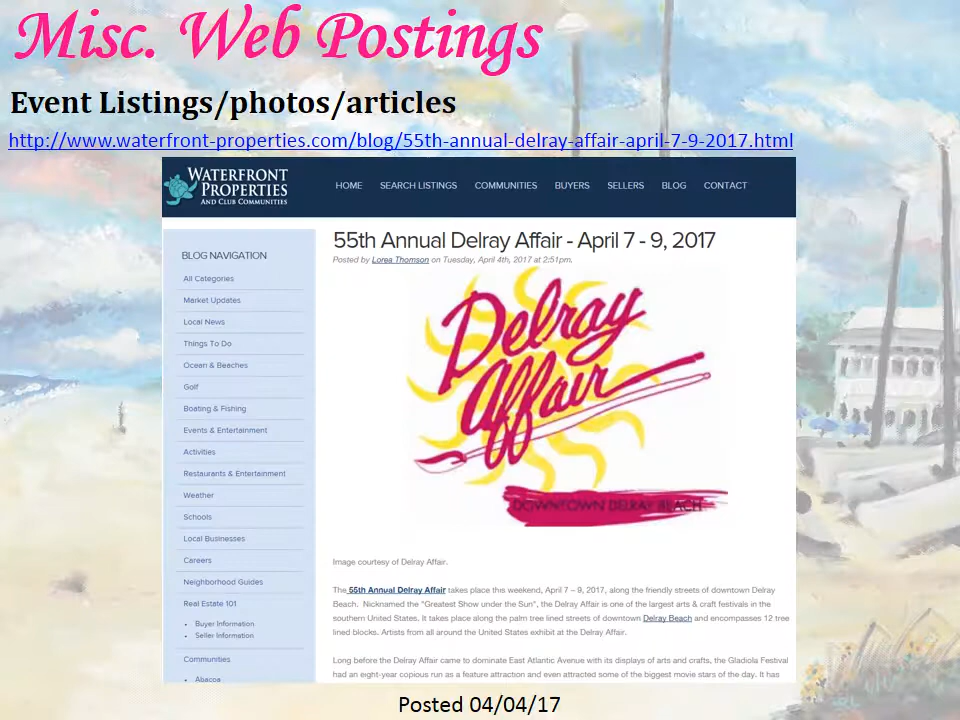 Misc. Web Postings
Event Listings/photos/articles
http://www.waterfront-properties.com/blog/55th-annual-delray-affair-april-7-9-2017.html
WATERFRONT
PROPERTIES
AND CLUB COMMUNITIES
HOME SEARCH LISTINGS COMMUNITIES BUYERS SELLERS BLOG CONTACT
BLOG NAVIGATION
All Categories
Market Updates
Local News
Things To Do
Ocean & Beaches
Golf
Boating & Fishing
Events & Entertainment
Activities
Restaurants & Entertainment
Weather
Schools
Local Businesses
Careers
Neighborhood Guides
Real Estate 101
• Buyer Information
• Seller Information
Communities
• Abacoa
55th Annual Delray Affair - April 7 - 9, 2017
Posted by Lorea Thomson on Tuesday, April 4th, 2017 at 2:51pm.
Delray
Affair
DOWNTOWN DELRAY BEACH
Image courtesy of Delray Affair.
The 55th Annual Delray Affair takes place this weekend, April 7 – 9, 2017, along the friendly streets of downtown Delray
Beach. Nicknamed the "Greatest Show under the Sun", the Delray Affair is one of the largest arts & craft festivals in the
southern United States. It takes place along the palm tree lined streets of downtown Delray Beach and encompasses 12 tree
lined blocks. Artists from all around the United States exhibit at the Delray Affair.
Long before the Delray Affair came to dominate East Atlantic Avenue with its displays of arts and crafts, the Gladiola Festival
had an eight-year copious run as a feature attraction and even attracted some of the biggest movie stars of the day. It has
Posted 04/04/17